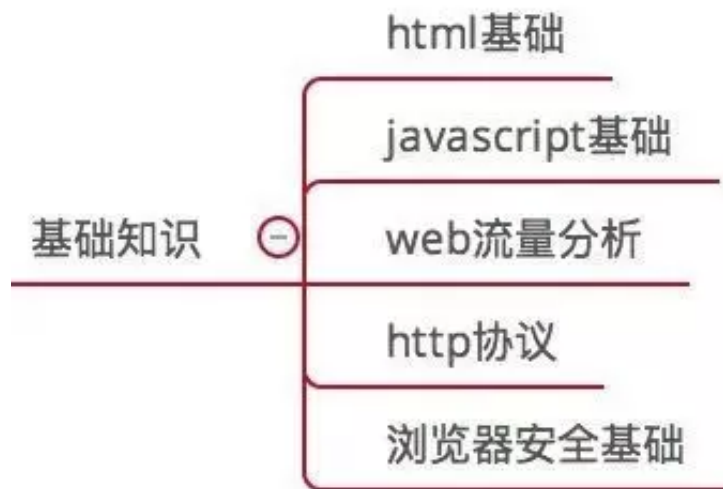 html基础
javascript基础
基础知识
web流量分析
http协议
浏览器安全基础